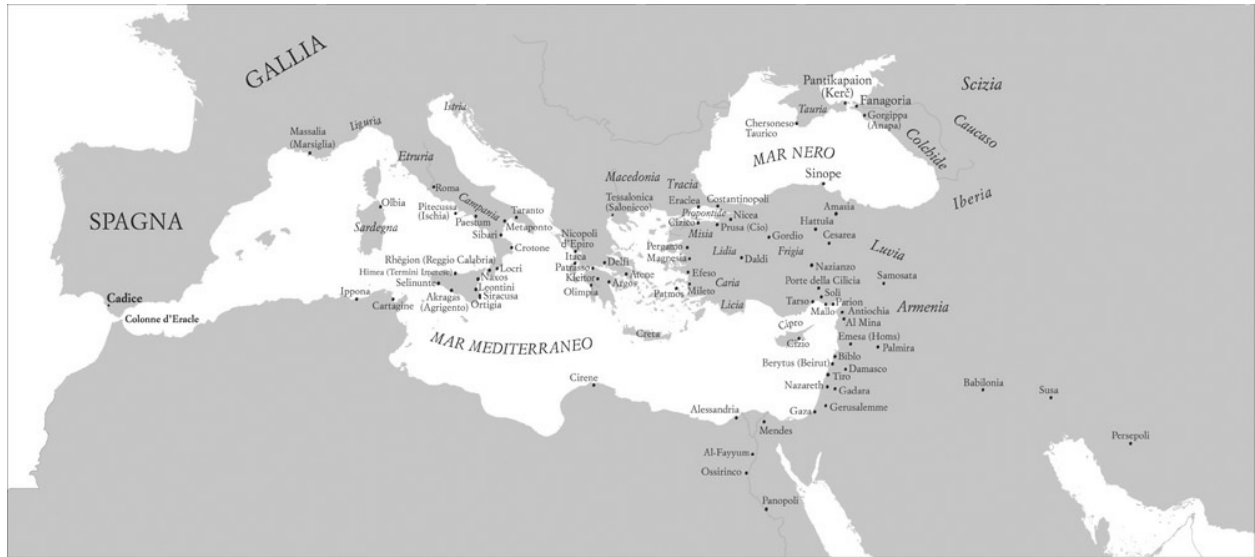 GALLIA
SPAGNA
Massalia
(Marsiglia)
Liguria
Istria
Etruria
Roma
Olbia
Sardegna
Pitecussa
(Ischia)
Campania
Paestum
Taranto
Metaponto
Sibari
Crotone
Rhêgion (Reggio Calabria)
Locri
Himera (Termini Imerese)
Naxos
Selinunte
Leontini
Siracusa
Akragas
(Agrigento)
Ortigia
Ippona
Cartagine
Cadice
Colonne d'Eracle
MAR MEDITERRANEO
Macedonia
Tessalonica
(Salonicco)
Tracia
Nicopoli
d'Epiro
Itaca
Patrasso
Kleitor
Olimpia
Delfi
Atene
Argos
Creta
Cirene
Pantikapaion
(Kerč)
Tauria
Fanagoria
Gorgippa
(Anapa)
Chersoneso
Taurico
MAR NERO
Sinope
Scizia
Caucaso
Colchide
Iberia
Eraclea
Costantinopoli
Propontide
Nicea
Cizico
Prusa (Cio)
Misia
Amasia
Hattuša
Cesarea
Gordio
Pergamo
Magnesia
Lidia
Daldi
Frigia
Luvia
Efeso
Caria
Mileto
Patmos
Licia
Nazianzo
Samosata
Porte della Cilicia
Soli
Tarso
Parion
Mallo
Antiochia
Armenia
Al Mina
Cipro
Cizio
Emesa (Homs)
Palmira
Biblo
Berytus (Beirut)
Damasco
Tiro
Nazareth
Gadara
Gaza
Gerusalemme
Babilonia
Susa
Persepoli
Alessandria
Mendes
Al-Fayyum
Ossirinco
Panopoli